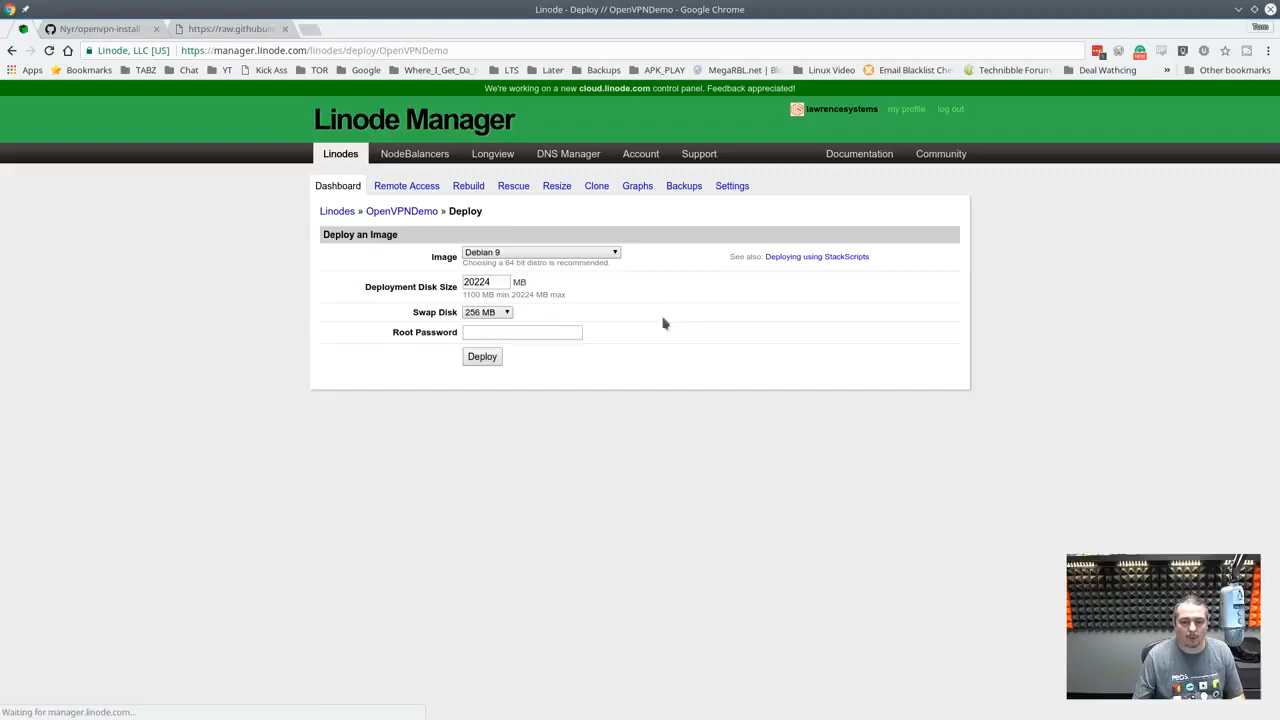 Linode - Deploy // OpenVPNDemo - Google Chrome
Nyr/openvpn-install
https://raw.githubus
Tom
Linode, LLC [US]
https://manager.linode.com/linodes/deploy/OpenVPNDemo
Apps
Bookmarks
TABZ
Chat
YT
Kick Ass
TOR
Google
Where_I_Get_Da_
LTS
Later
Backups
APK_PLAY
MegaRBL.net | Bl
Linux Video
Email Blacklist Che
Technibble Forum
Deal Wathcing
»
Other bookmarks
We're working on a new cloud.linode.com control panel. Feedback appreciated!
Linode Manager
lawrencesystems
my profile
log out
Linodes
NodeBalancers
Longview
DNS Manager
Account
Support
Documentation
Community
Dashboard
Remote Access
Rebuild
Rescue
Resize
Clone
Graphs
Backups
Settings
Linodes » OpenVPNDemo » Deploy
Deploy an Image
Image
Debian 9
Choosing a 64 bit distro is recommended.
See also: Deploying using StackScripts
Deployment Disk Size
20224 MB
1100 MB min 20224 MB max
Swap Disk
256 MB
Root Password
Deploy
Waiting for manager.linode.com...